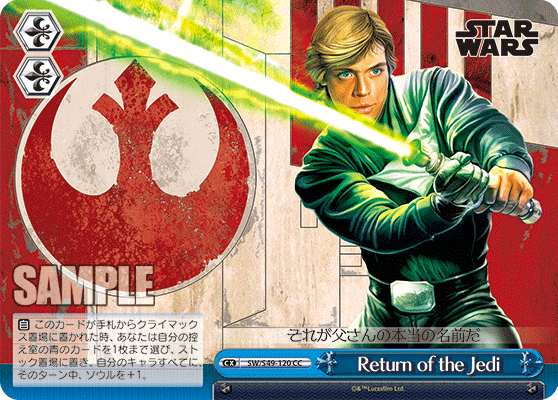 STAR
WARS
SAMPLE
それが父さんの本当の名前だ
このカードが手札からクライマック
ス置場に置かれた時、あなたは自分の控
え室の青のカードを1枚まで選び、ストッ
ク置場に置き、自分のキャラすべてに、
そのターン中、ソウルを+1。
CX SW/S49-120 CC
Return of the Jedi
©&™Lucasfilm Ltd.